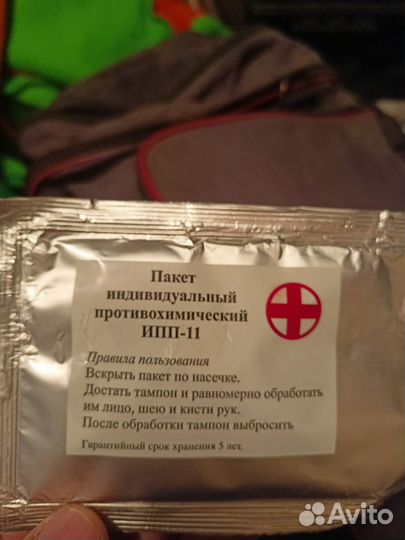 Пакет
индивидуальный
противохимический
ИПП-11
Правила пользования
Вскрыть пакет по насечке.
Достать тампон и равномерно обработать
им лицо, шею и кисти рук.
После обработки тампон выбросить
Гарантийный срок хранения 5 лет.
Avito